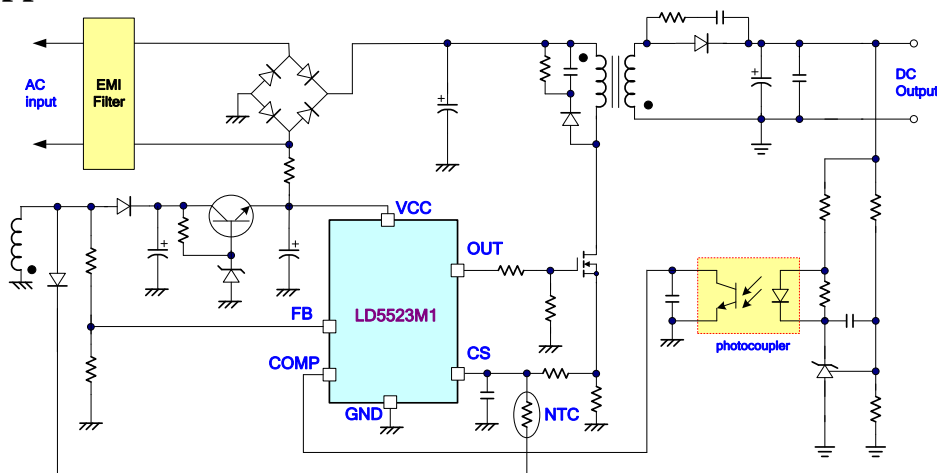 AC
input
EMI
Filter
DC
Output
VCC
OUT
LD5523M1
FB
COMP
CS
GND
NTC
photocoupler